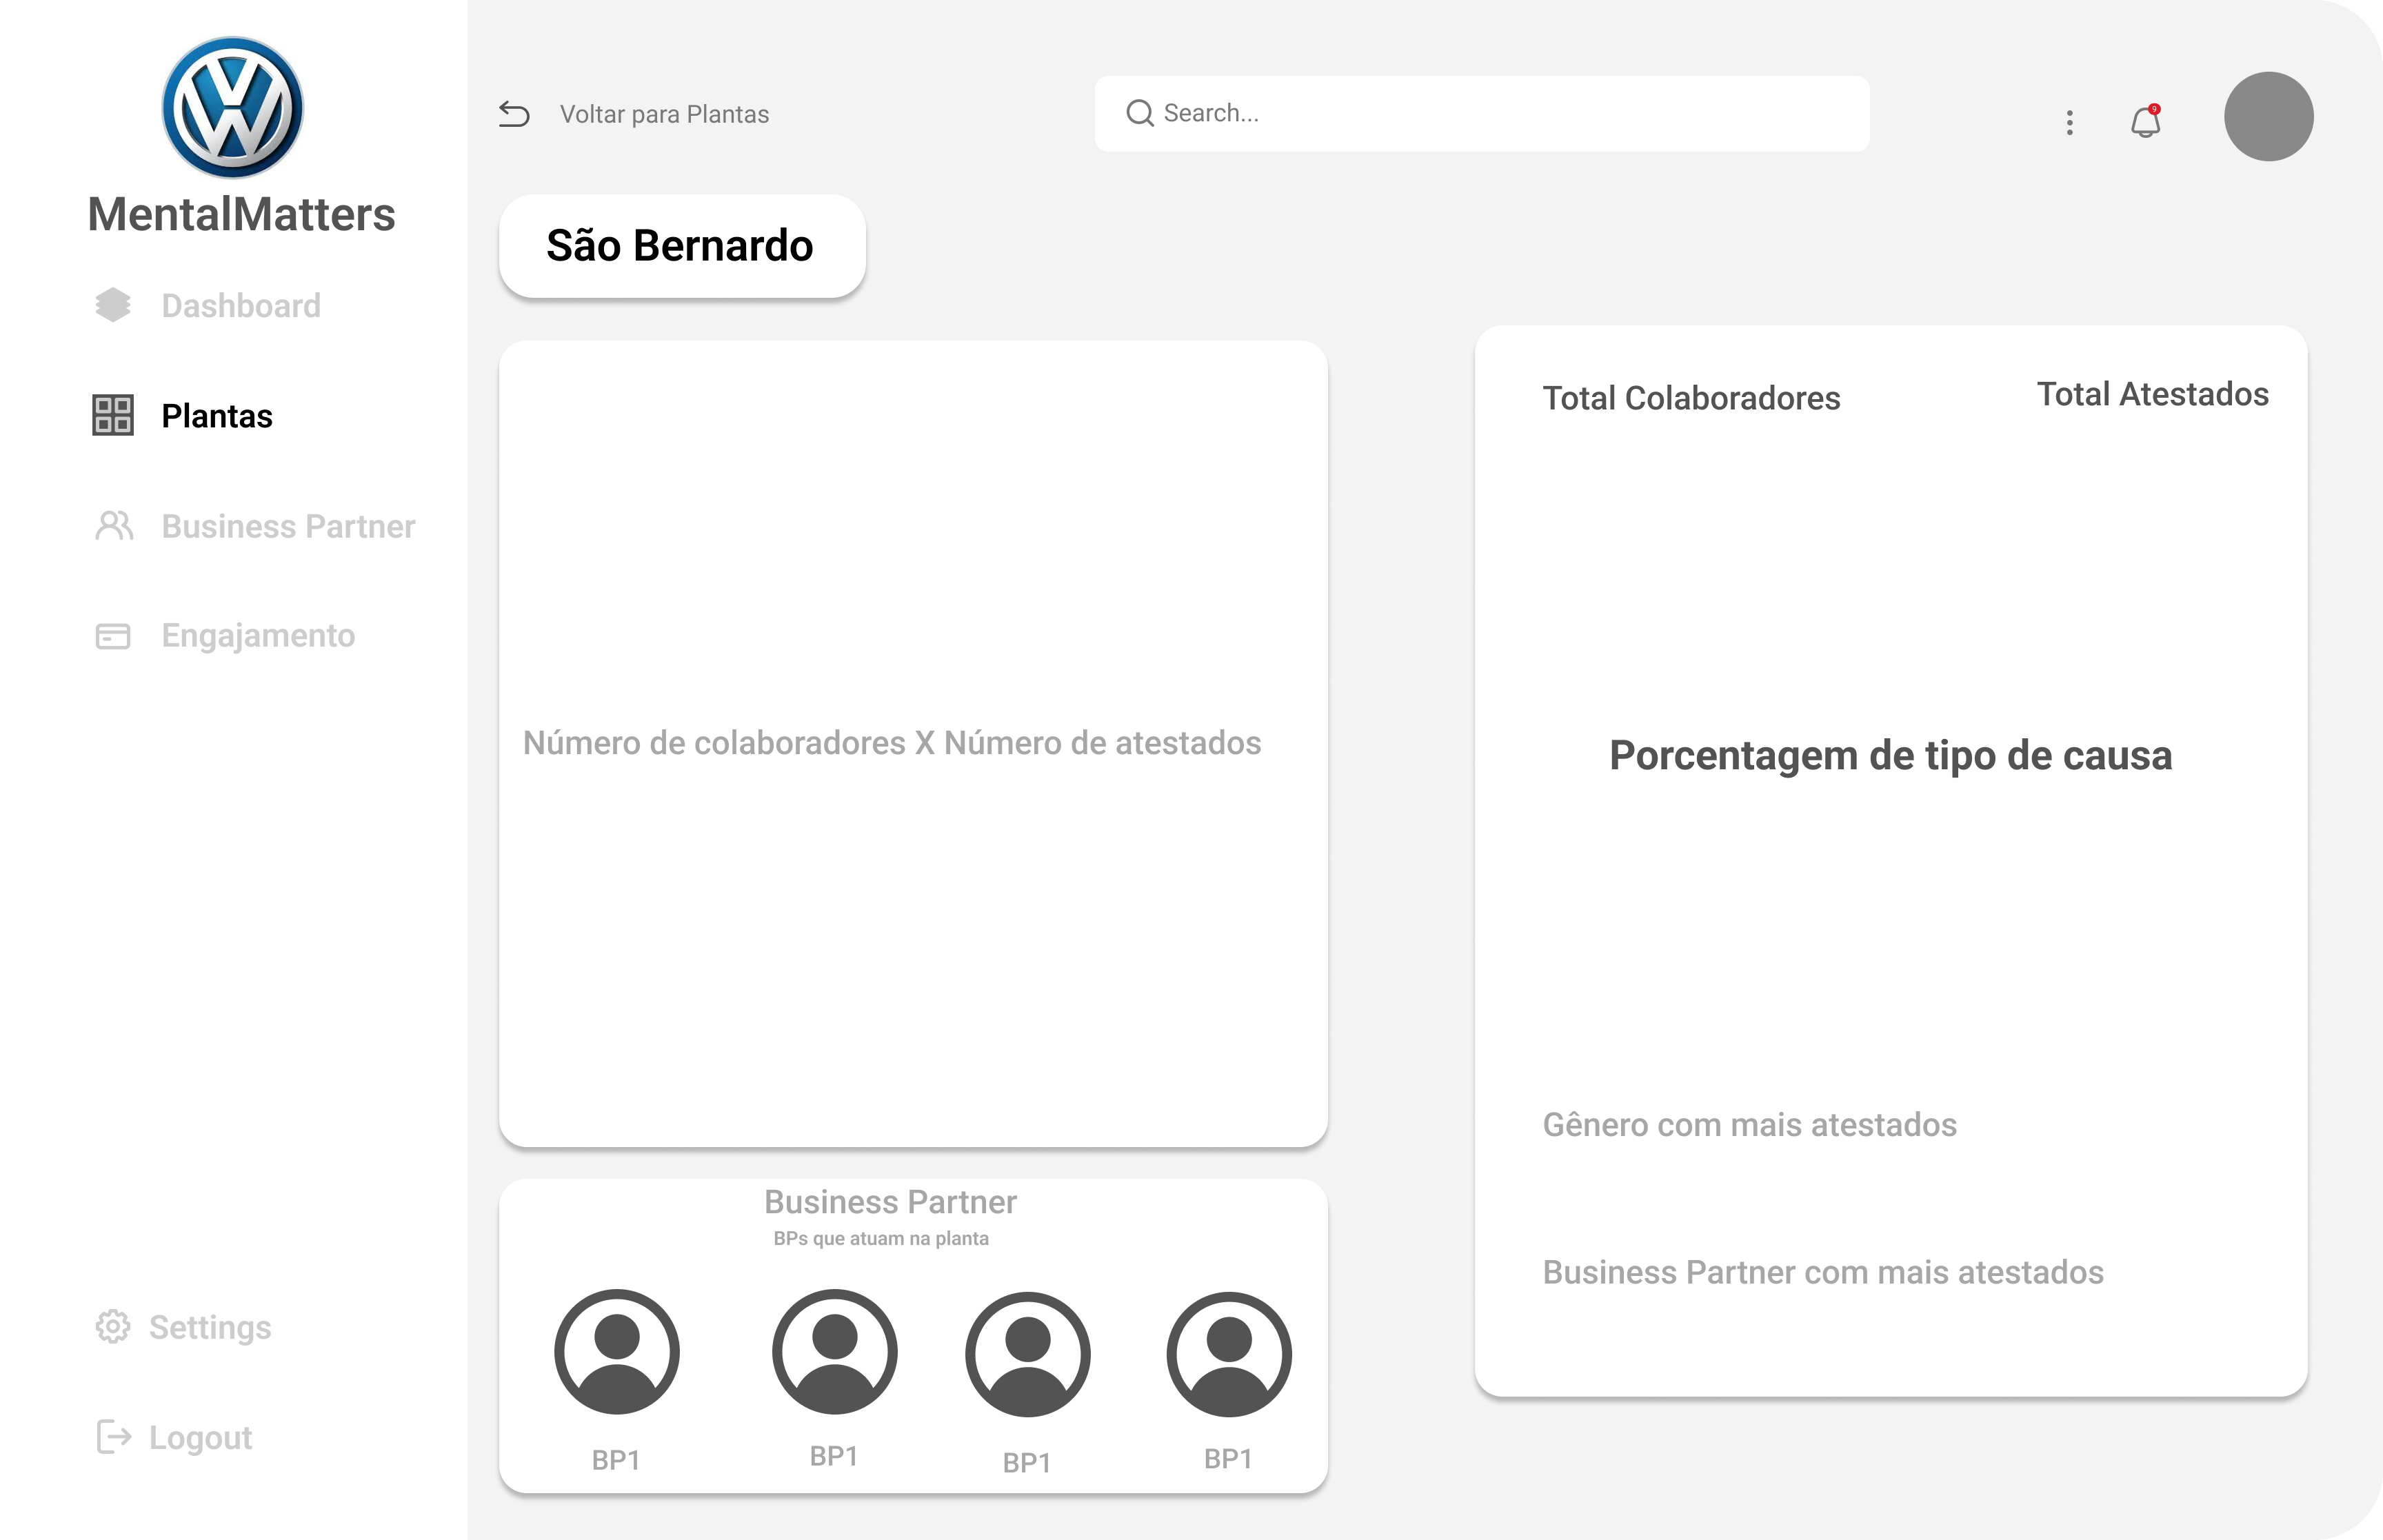 MentalMatters
Dashboard
Plantas
Business Partner
Engajamento
Settings
Logout
Voltar para Plantas
Search...
9
São Bernardo
Número de colaboradores X Número de atestados
Business Partner
BPs que atuam na planta
BP1
BP1
BP1
BP1
Total Colaboradores
Total Atestados
Porcentagem de tipo de causa
Gênero com mais atestados
Business Partner com mais atestados